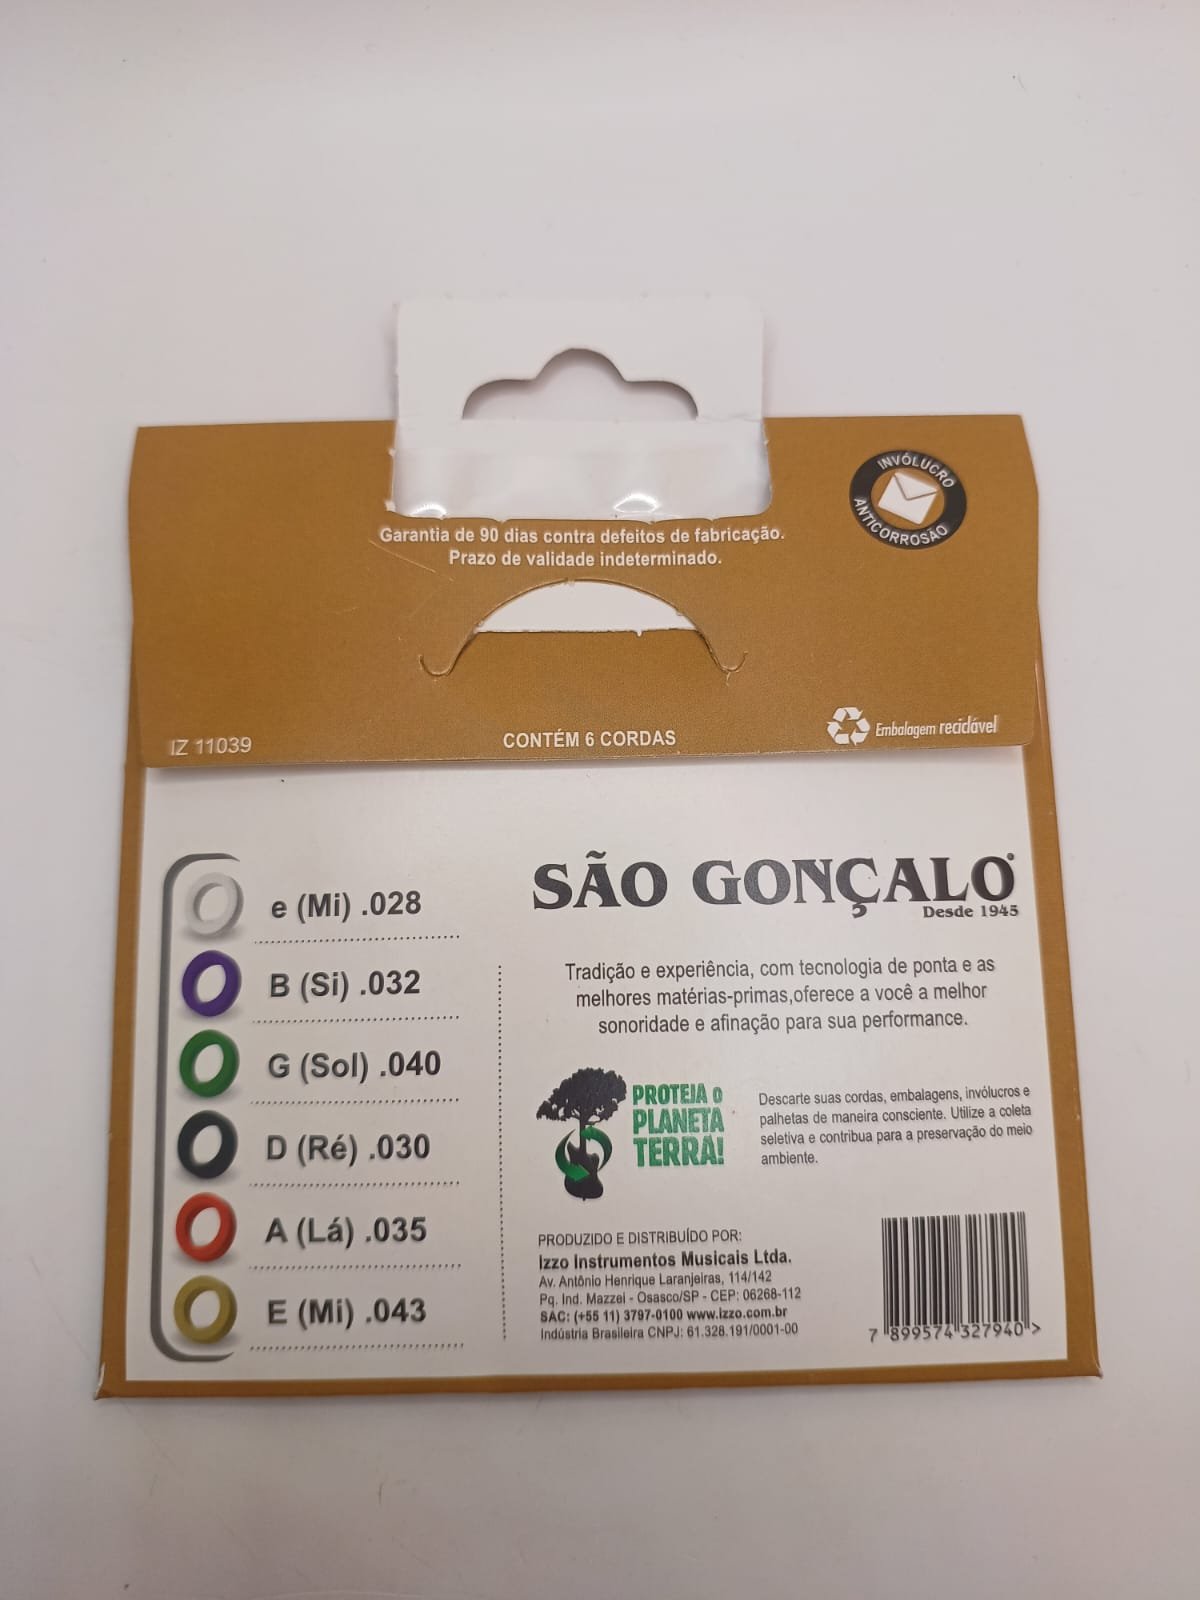 Garantia de 90 dias contra defeitos de fabricação.
Prazo de validade indeterminado.
INVÓLUCRO
ANTICORROSÃO
IZ 11039
CONTÉM 6 CORDAS
Embalagem reciclável
e (Mi) .028
B (Si) .032
G (Sol) .040
D (Ré) .030
A (Lá) .035
E (Mi) .043
SÃO GONÇALO®
Desde 1945
Tradição e experiência, com tecnologia de ponta e as
melhores matérias-primas,oferece a você a melhor
sonoridade e afinação para sua performance.
PROTEJA O
PLANETA
TERRA!
Descarte suas cordas, embalagens, invólucros e
palhetas de maneira consciente. Utilize a coleta
seletiva e contribua para a preservação do meio
ambiente.
PRODUZIDO E DISTRIBUÍDO POR:
Izzo Instrumentos Musicais Ltda.
Av. Antônio Henrique Laranjeiras, 114/142
Pq. Ind. Mazzei - Osasco/SP - CEP: 06268-112
SAC: (+55 11) 3797-0100 www.izzo.com.br
Indústria Brasileira CNPJ: 61.328.191/0001-00
7 899574 327940 >